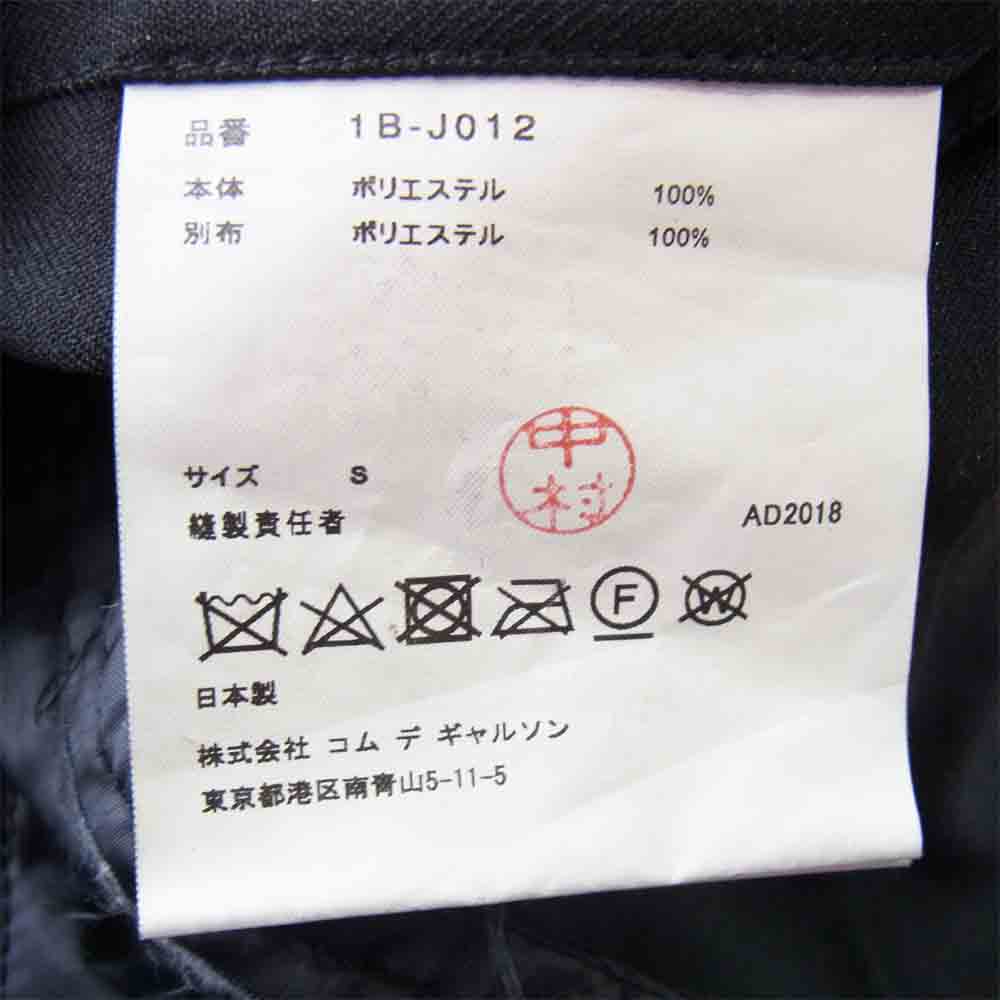 品番 1B-J012
本体 ポリエステル 100%
別布 ポリエステル 100%
中村
サイズ S
縫製責任者 AD2018
F W
日本製
株式会社 コム デ ギャルソン
東京都港区南青山5-11-5